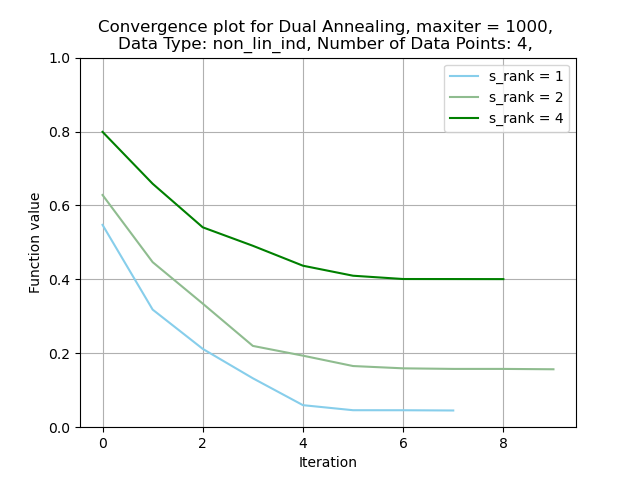 Convergence plot for Dual Annealing, maxiter = 1000,
Data Type: non_lin_ind, Number of Data Points: 4,
1.0
0.8
0.6
0.4
0.2
0.0
Function value
s_rank = 1
s_rank = 2
s_rank = 4
0
2
4
6
8
Iteration